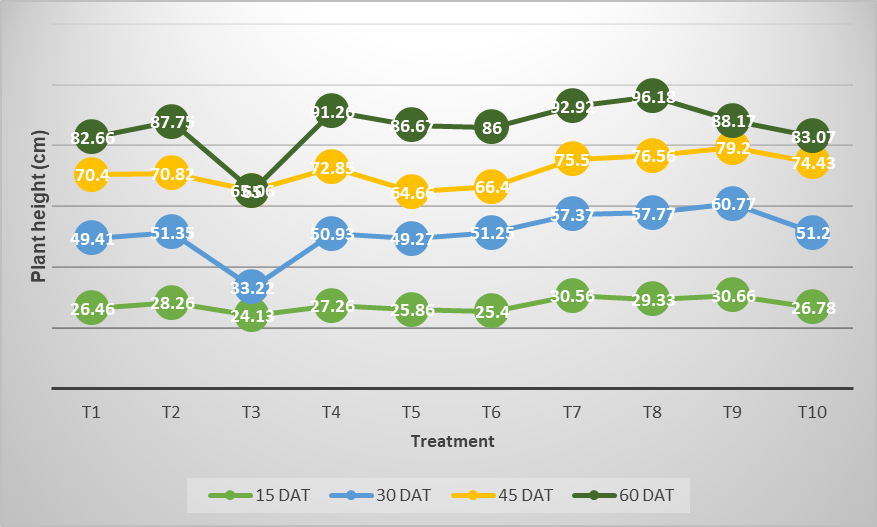 82.66 87.75 91.26 86.67 86 92.92 96.18 88.17 83.07
70.4 70.82 72.85 64.66 66.4 75.5 76.56 79.2 74.43
49.41 51.35 33.22 50.93 49.27 51.25 57.37 57.77 60.77 51.2
26.46 28.26 24.13 27.26 25.86 25.4 30.56 29.33 30.66 26.78
Plant height (cm)
T1 T2 T3 T4 T5 T6 T7 T8 T9 T10
Treatment
15 DAT 30 DAT 45 DAT 60 DAT